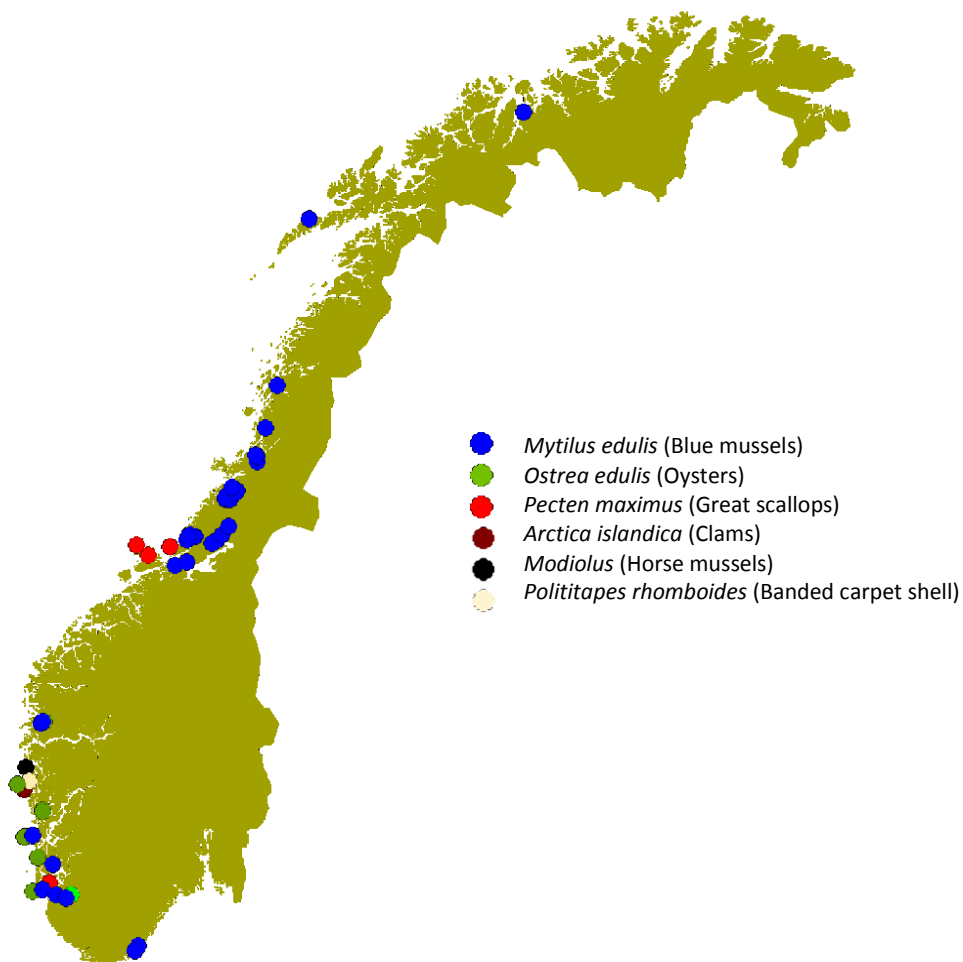 Mytilus edulis (Blue mussels)
Ostrea edulis (Oysters)
Pecten maximus (Great scallops)
Arctica islandica (Clams)
Modiolus (Horse mussels)
Polititapes rhomboides (Banded carpet shell)